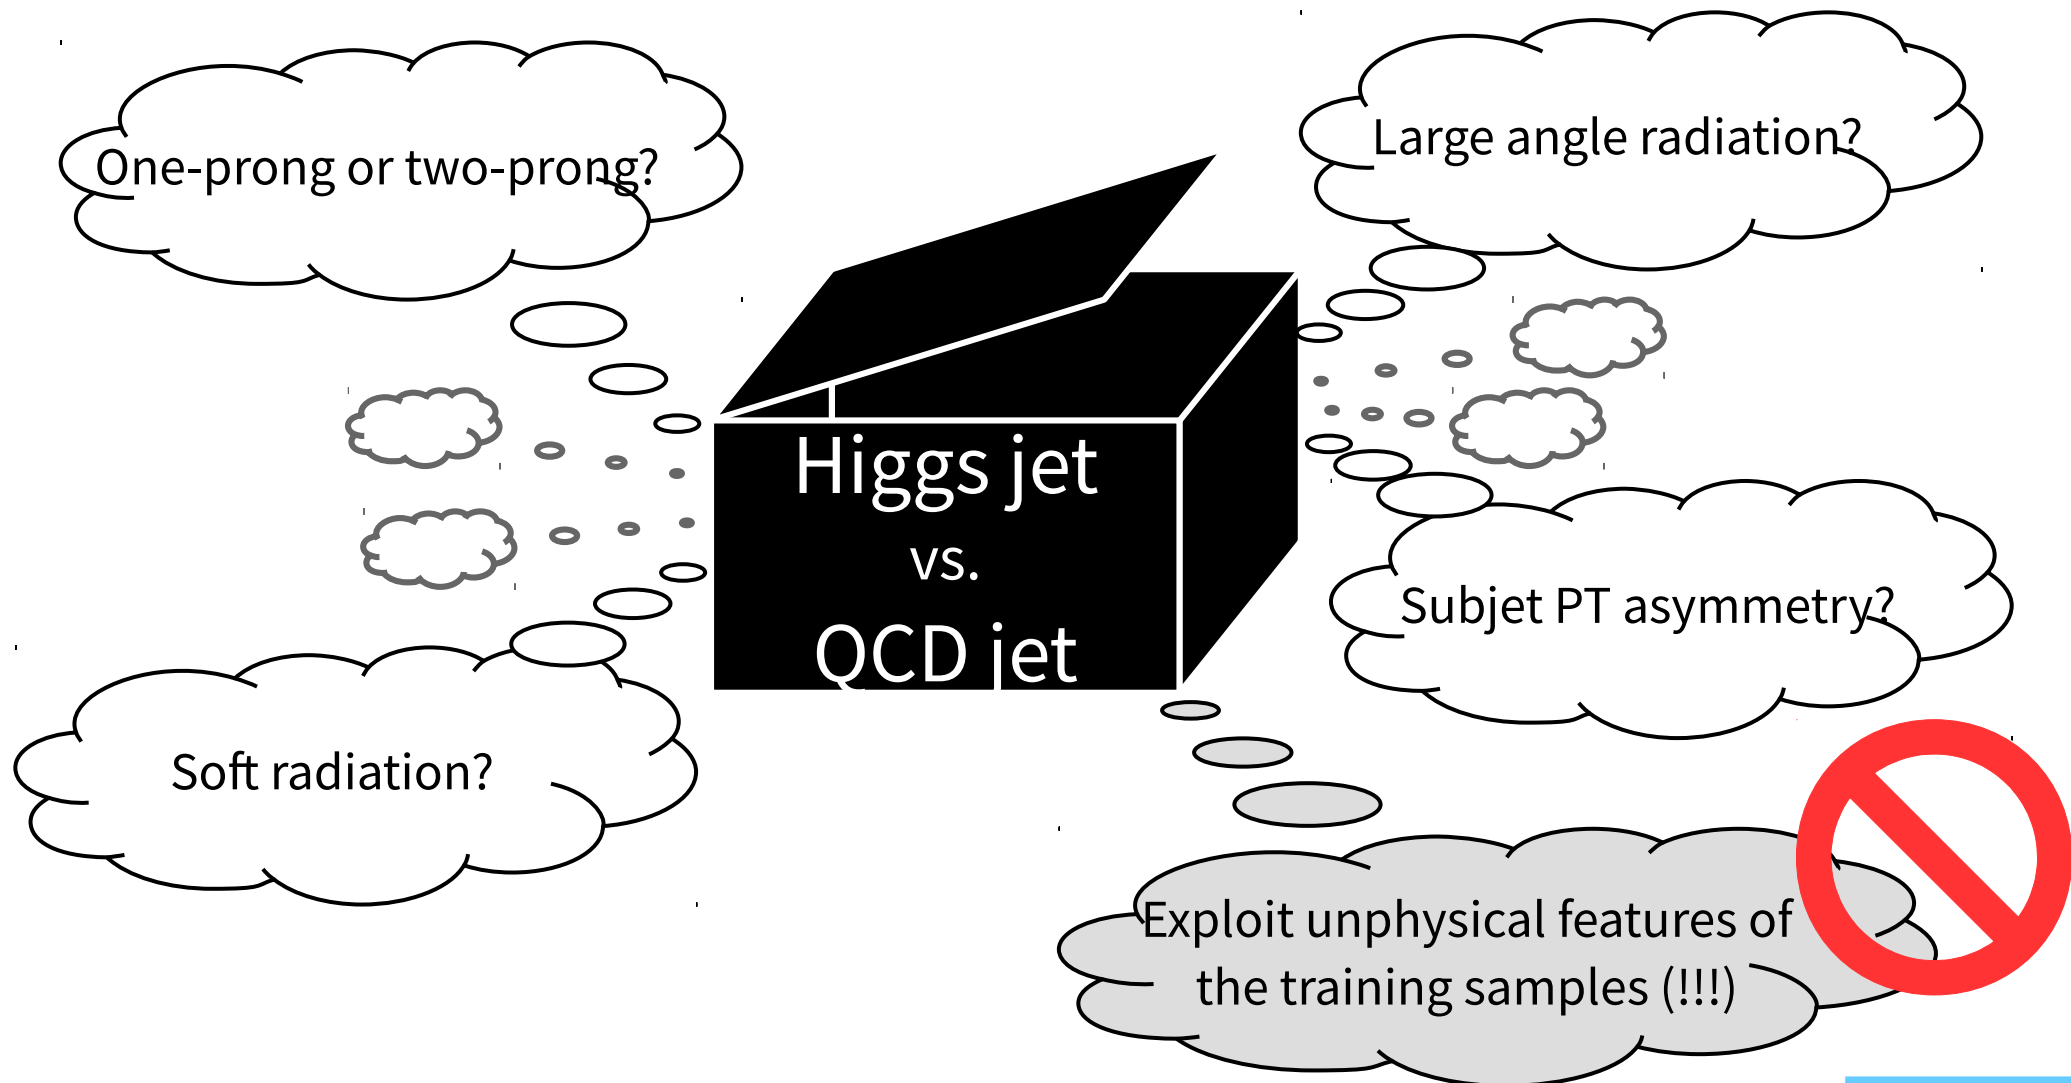 One-prong or two-prong?
Large angle radiation?
Higgs jet
vs.
QCD jet
Subjet PT asymmetry?
Soft radiation?
Exploit unphysical features of
the training samples (!!!)